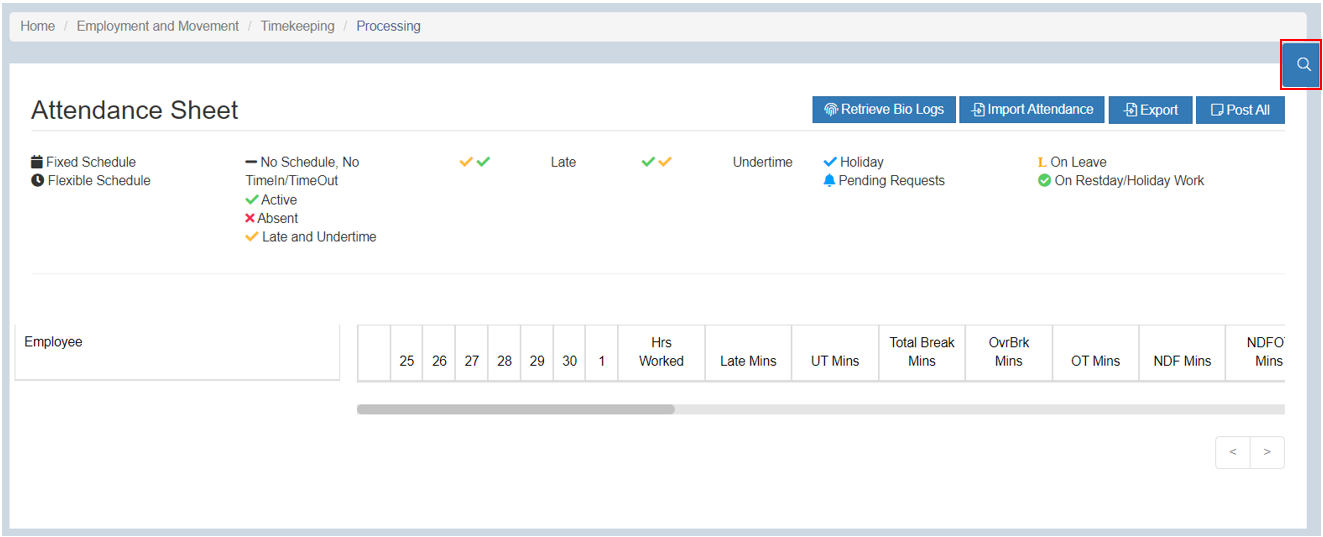 Home / Employment and Movement / Timekeeping / Processing
Attendance Sheet
Retrieve Bio Logs
Import Attendance
Export
Post All
Fixed Schedule
Flexible Schedule
No Schedule, No
TimeIn/TimeOut
Active
Absent
Late and Undertime
Late
Undertime
Holiday
Pending Requests
L On Leave
On Restday/Holiday Work
Employee
25 26 27 28 29 30 1
Hrs
Worked
Late Mins
UT Mins
Total Break
Mins
OvrBrk
Mins
OT Mins
NDF Mins
NDFO
Mins
< >